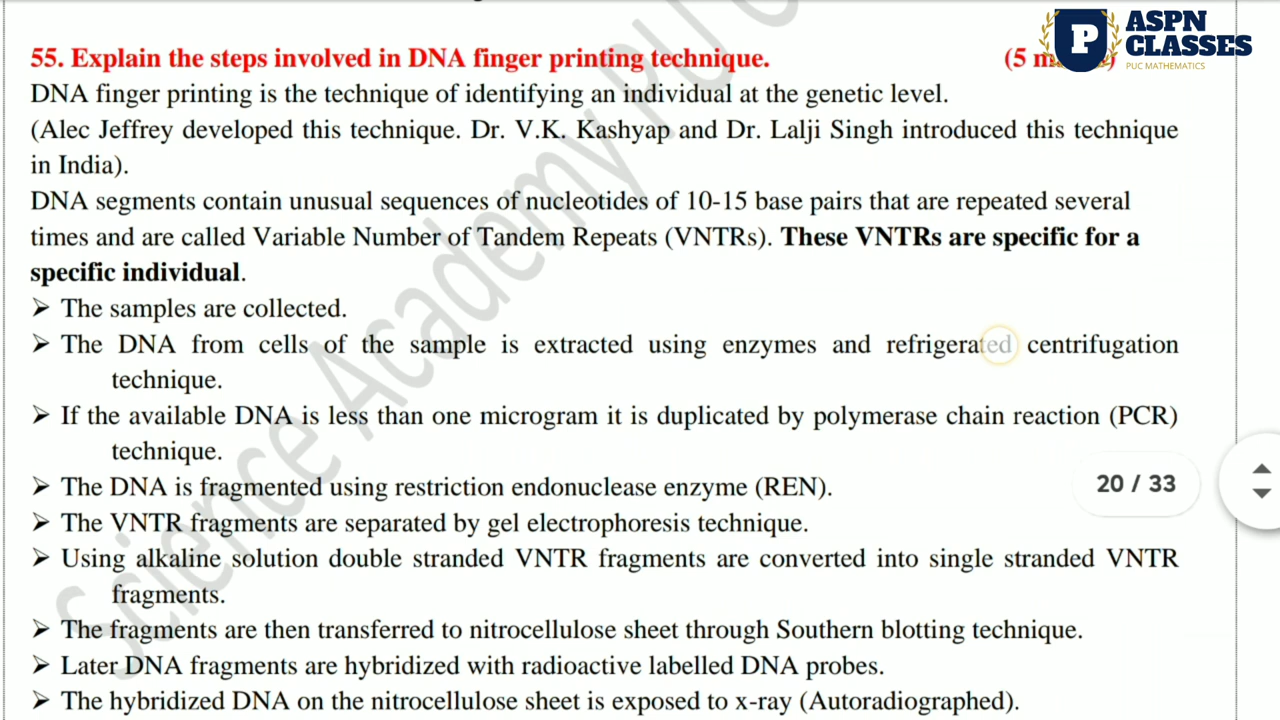 55. Explain the steps involved in DNA finger printing technique.
(5 m
P
ASPN
CLASSES
PUC MATHEMATICS
DNA finger printing is the technique of identifying an individual at the genetic level.
(Alec Jeffrey developed this technique. Dr. V.K. Kashyap and Dr. Lalji Singh introduced this technique
in India).
DNA segments contain unusual sequences of nucleotides of 10-15 base pairs that are repeated several
times and are called Variable Number of Tandem Repeats (VNTRs). These VNTRs are specific for a
specific individual.
➤ The samples are collected.
➤ The DNA from cells of the sample is extracted using enzymes and refrigerated centrifugation
technique.
➤ If the available DNA is less than one microgram it is duplicated by polymerase chain reaction (PCR)
technique.
➤ The DNA is fragmented using restriction endonuclease enzyme (REN).
20 / 33
➤ The VNTR fragments are separated by gel electrophoresis technique.
➤ Using alkaline solution double stranded VNTR fragments are converted into single stranded VNTR
fragments.
➤ The fragments are then transferred to nitrocellulose sheet through Southern blotting technique.
➤ Later DNA fragments are hybridized with radioactive labelled DNA probes.
➤ The hybridized DNA on the nitrocellulose sheet is exposed to x-ray (Autoradiographed).
Science Academy PU